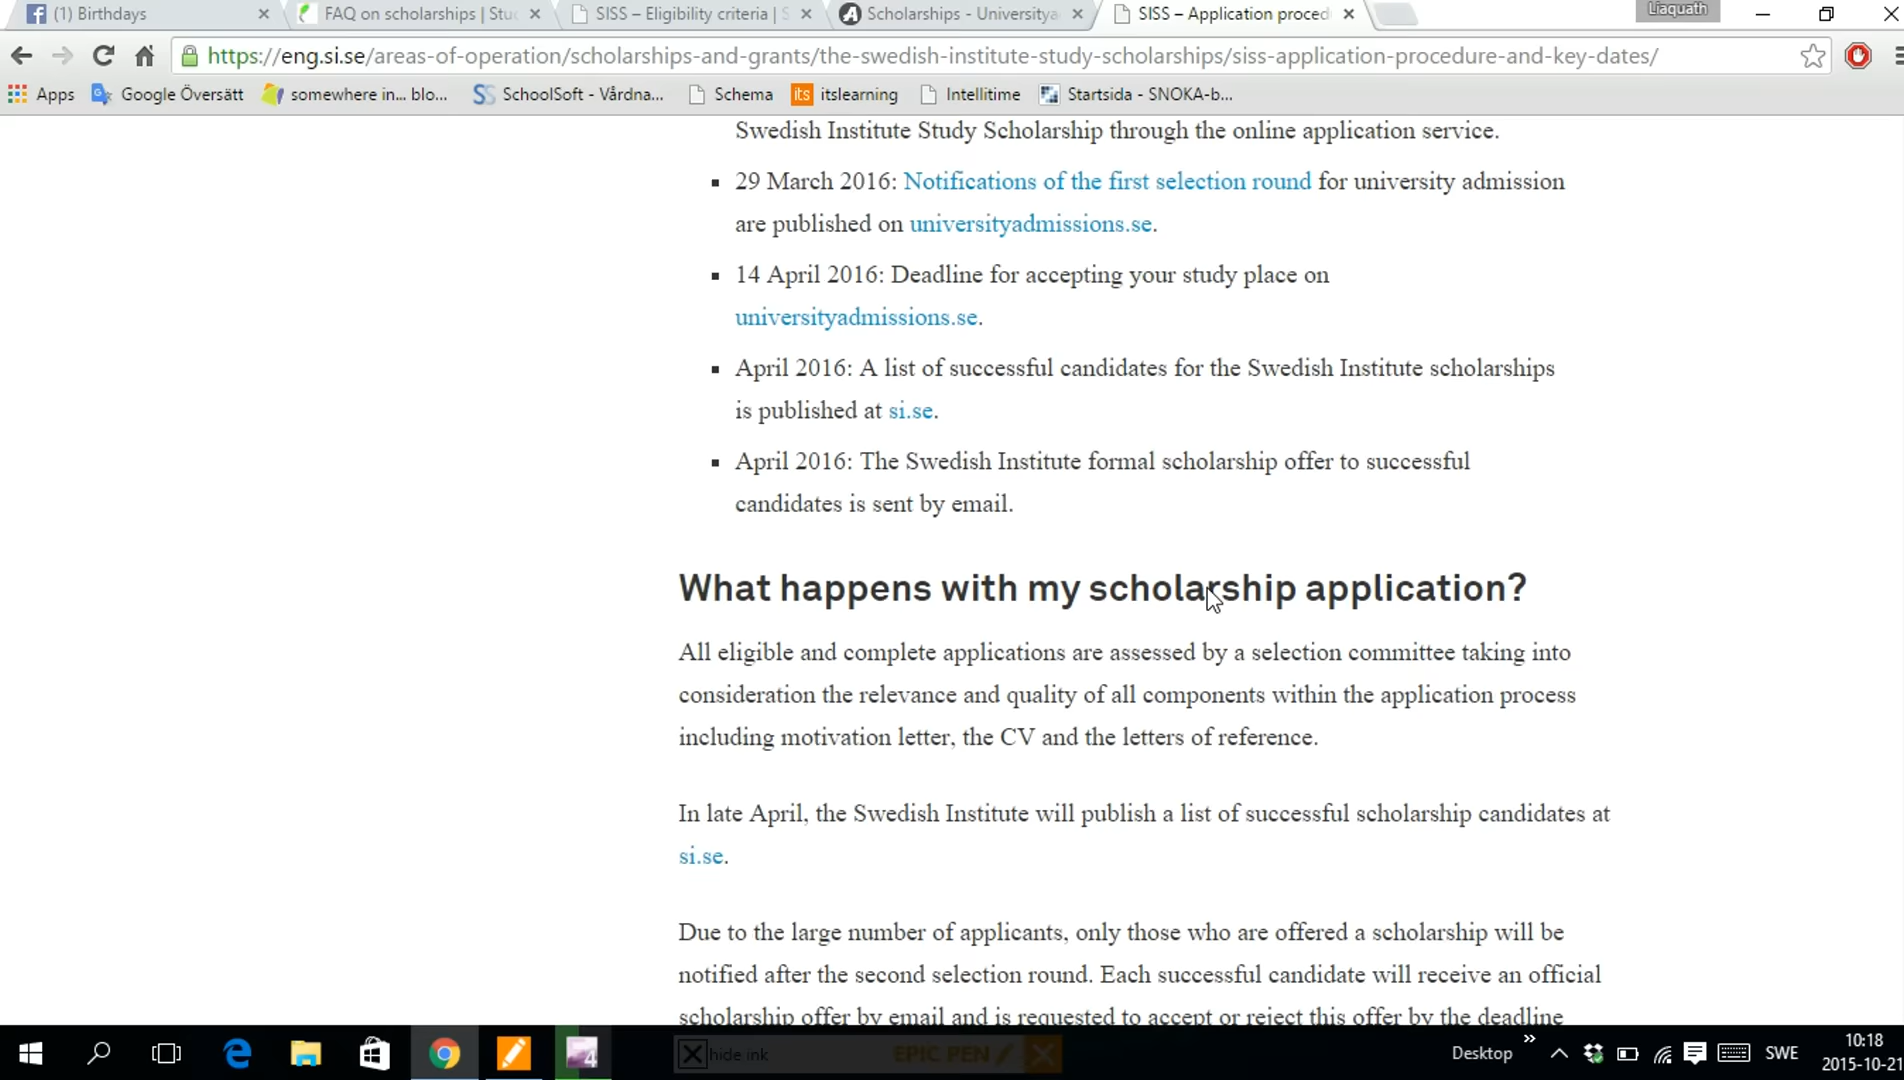 (1) Birthdays
FAQ on scholarships | Stu
SISS – Eligibility criteria | S
Scholarships - Universitya
SISS – Application proced
Liaquath
https://eng.si.se/areas-of-operation/scholarships-and-grants/the-swedish-institute-study-scholarships/siss-application-procedure-and-key-dates/
Apps
Google Översätt
somewhere in... blo...
SchoolSoft - Vårdna...
Schema
its itslearning
Intellitime
Startsida - SNOKA-b...
Swedish Institute Study Scholarship through the online application service.
29 March 2016: Notifications of the first selection round for university admission
are published on universityadmissions.se.
14 April 2016: Deadline for accepting your study place on
universityadmissions.se.
April 2016: A list of successful candidates for the Swedish Institute scholarships
is published at si.se.
April 2016: The Swedish Institute formal scholarship offer to successful
candidates is sent by email.
What happens with my scholarship application?
All eligible and complete applications are assessed by a selection committee taking into
consideration the relevance and quality of all components within the application process
including motivation letter, the CV and the letters of reference.
In late April, the Swedish Institute will publish a list of successful scholarship candidates at
si.se.
Due to the large number of applicants, only those who are offered a scholarship will be
notified after the second selection round. Each successful candidate will receive an official
scholarship offer by email and is requested to accept or reject this offer by the deadline
hide ink
EPIC PEN
Desktop
SWE
10:18
2015-10-21